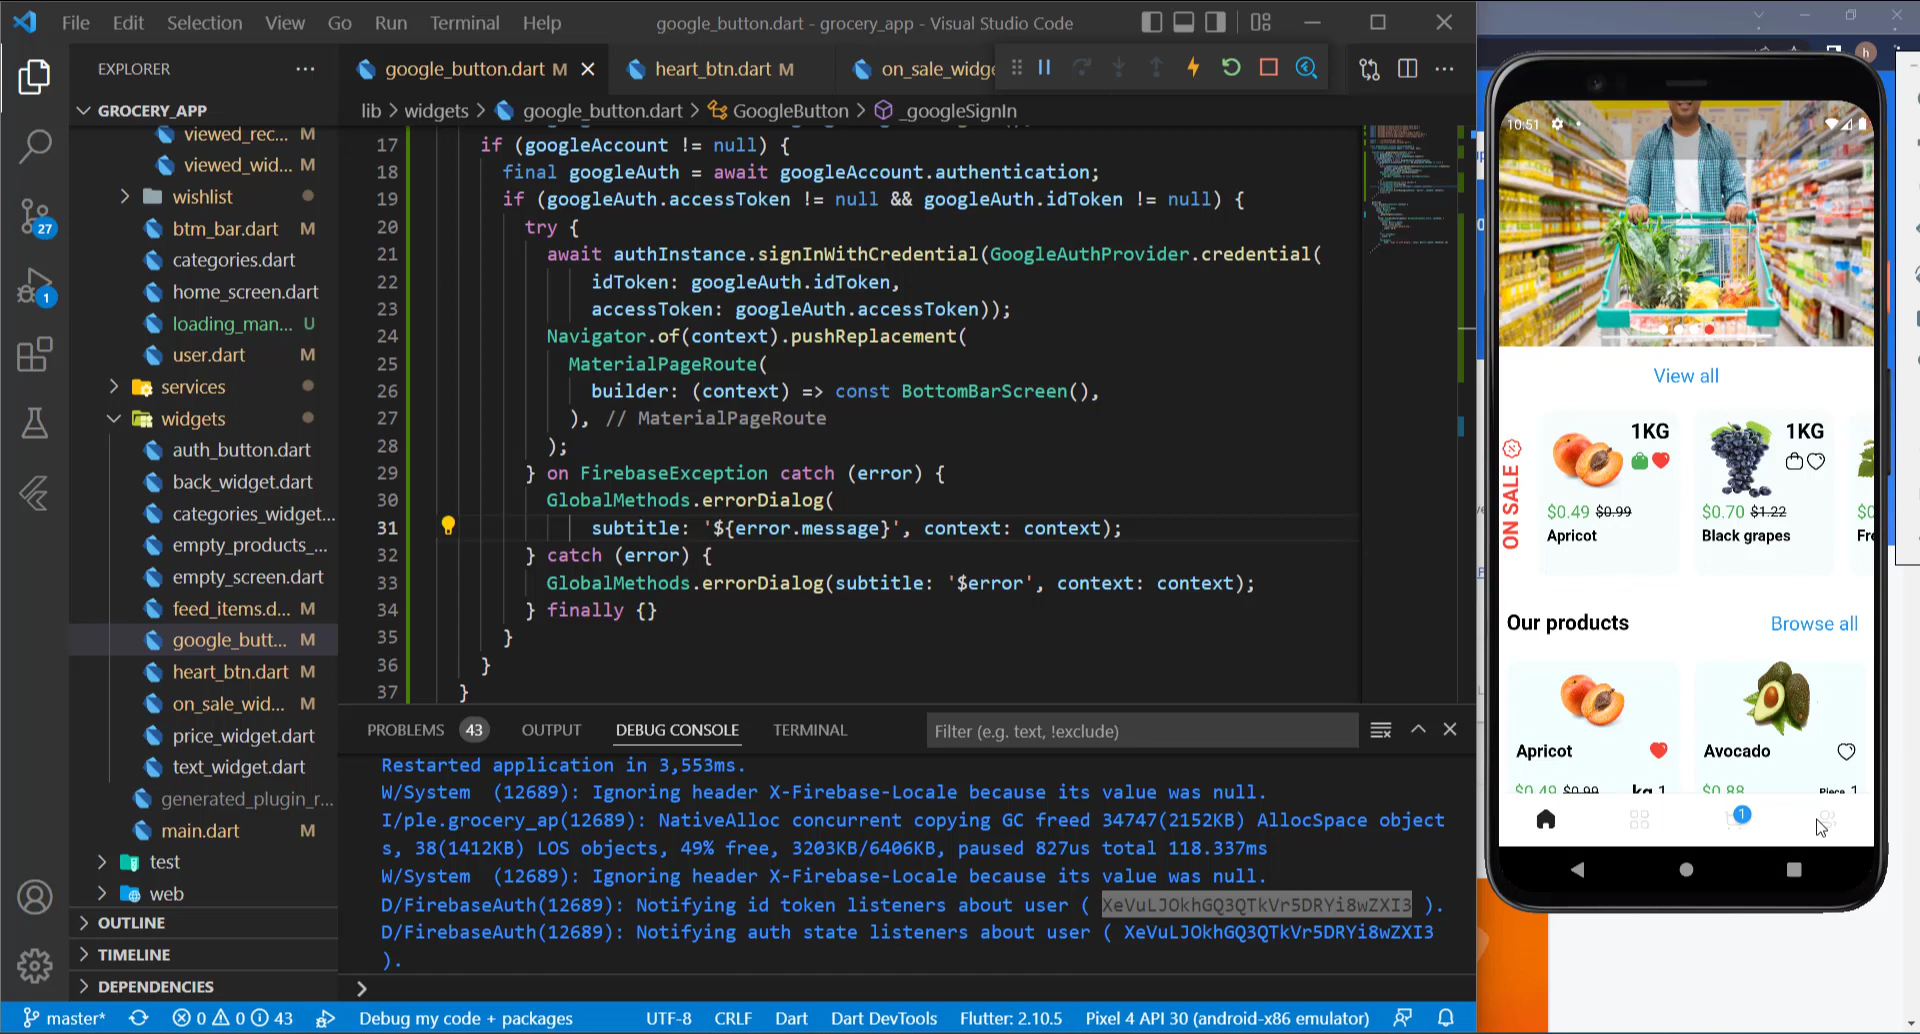 File Edit Selection View Go Run Terminal Help
google_button.dart - grocery_app - Visual Studio Code
EXPLORER
GROCERY_APP
viewed_rec... M
viewed_wid... M
wishlist
btm_bar.dart M
categories.dart
home_screen.dart
loading_man... U
user.dart M
services
widgets
auth_button.dart
back_widget.dart
categories_widget...
empty_products_...
empty_screen.dart
feed_items.d... M
google_butt... M
heart_btn.dart M
on_sale_wid... M
price_widget.dart
text_widget.dart
generated_plugin_r...
main.dart M
test
web
OUTLINE
TIMELINE
DEPENDENCIES
27
1
google_button.dart M
heart_btn.dart M
on_sale_widge
lib > widgets > google_button.dart > GoogleButton > _googleSignIn
17 if (googleAccount != null) {
18 final googleAuth = await googleAccount.authentication;
19 if (googleAuth.accessToken != null && googleAuth.idToken != null) {
20 try {
21 await authInstance.signInWithCredential(GoogleAuthProvider.credential(
22 idToken: googleAuth.idToken,
23 accessToken: googleAuth.accessToken));
24 Navigator.of(context).pushReplacement(
25 MaterialPageRoute(
26 builder: (context) => const BottomBarScreen(),
27 ), // MaterialPageRoute
28 );
29 } on FirebaseException catch (error) {
30 GlobalMethods.errorDialog(
31 subtitle: '${error.message}', context: context);
32 } catch (error) {
33 GlobalMethods.errorDialog(subtitle: '$error', context: context);
34 } finally {}
35 }
36 }
37 }
PROBLEMS 43 OUTPUT DEBUG CONSOLE TERMINAL
Filter (e.g. text, !exclude)
Restarted application in 3,553ms.
W/System  (12689): Ignoring header X-Firebase-Locale because its value was null.
I/ple.grocery_ap(12689): NativeAlloc concurrent copying GC freed 34747(2152KB) AllocSpace object
s, 38(1412KB) LOS objects, 49% free, 3203KB/6406KB, paused 827us total 118.337ms
W/System  (12689): Ignoring header X-Firebase-Locale because its value was null.
D/FirebaseAuth(12689): Notifying id token listeners about user ( XeVuLJOkhGQ3QTkVr5DRYi8wZXI3 ).
D/FirebaseAuth(12689): Notifying auth state listeners about user ( XeVuLJOkhGQ3QTkVr5DRYi8wZXI3
).
master* 0 0 43 Debug my code + packages UTF-8 CRLF Dart Dart DevTools Flutter: 2.10.5 Pixel 4 API 30 (android-x86 emulator)
h
10:51
View all
ON SALE
1KG
$0.49 $0.99
Apricot
1KG
$0.70 $1.22
Black grapes
Fre
Our products Browse all
Apricot
$0.49 $0.99 kg 1
Avocado
$0.88 Piece 1
1